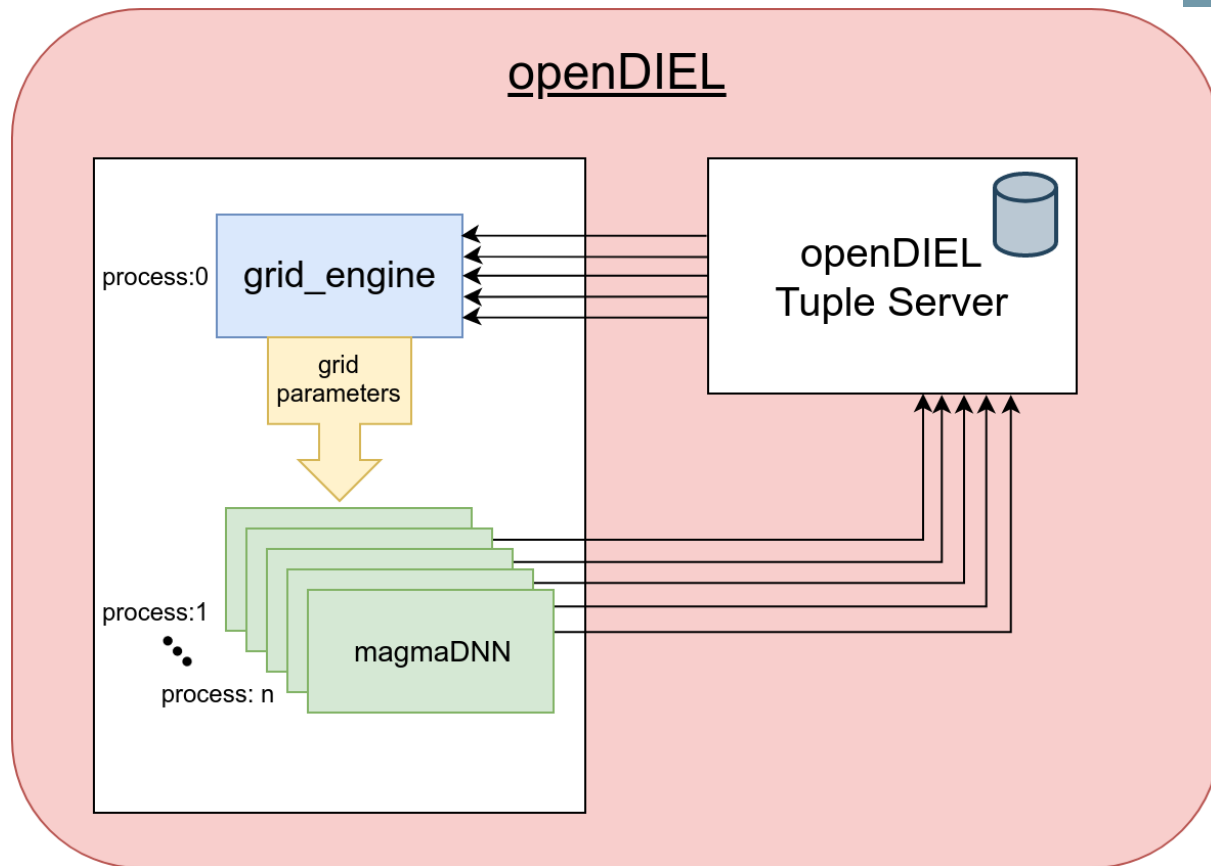 openDIEL
process:0
grid_engine
openDIEL
Tuple Server
grid
parameters
process:1
process: n
magmaDNN